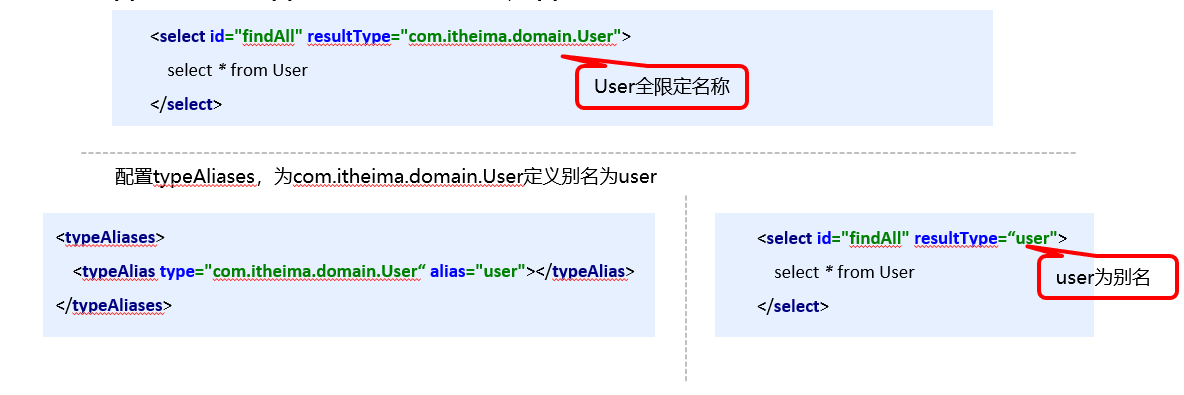 <select id="findAll" resultType="com.itheima.domain.User">
select * from User
</select>
User全限定名称
配置typeAliases，为com.itheima.domain.User定义别名为user
<typeAliases>
<typeAlias type="com.itheima.domain.User“ alias="user"></typeAlias>
</typeAliases>
<select id="findAll" resultType=“user">
select * from User
</select>
user为别名